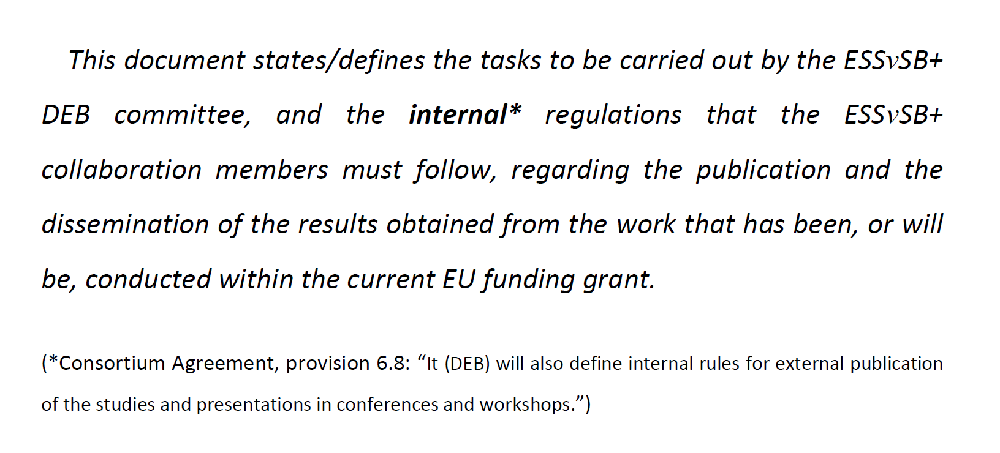 This document states/defines the tasks to be carried out by the ESSνSB+
DEB committee, and the internal* regulations that the ESSνSB+
collaboration members must follow, regarding the publication and the
dissemination of the results obtained from the work that has been, or will
be, conducted within the current EU funding grant.
(*Consortium Agreement, provision 6.8: “It (DEB) will also define internal rules for external publication
of the studies and presentations in conferences and workshops.”)